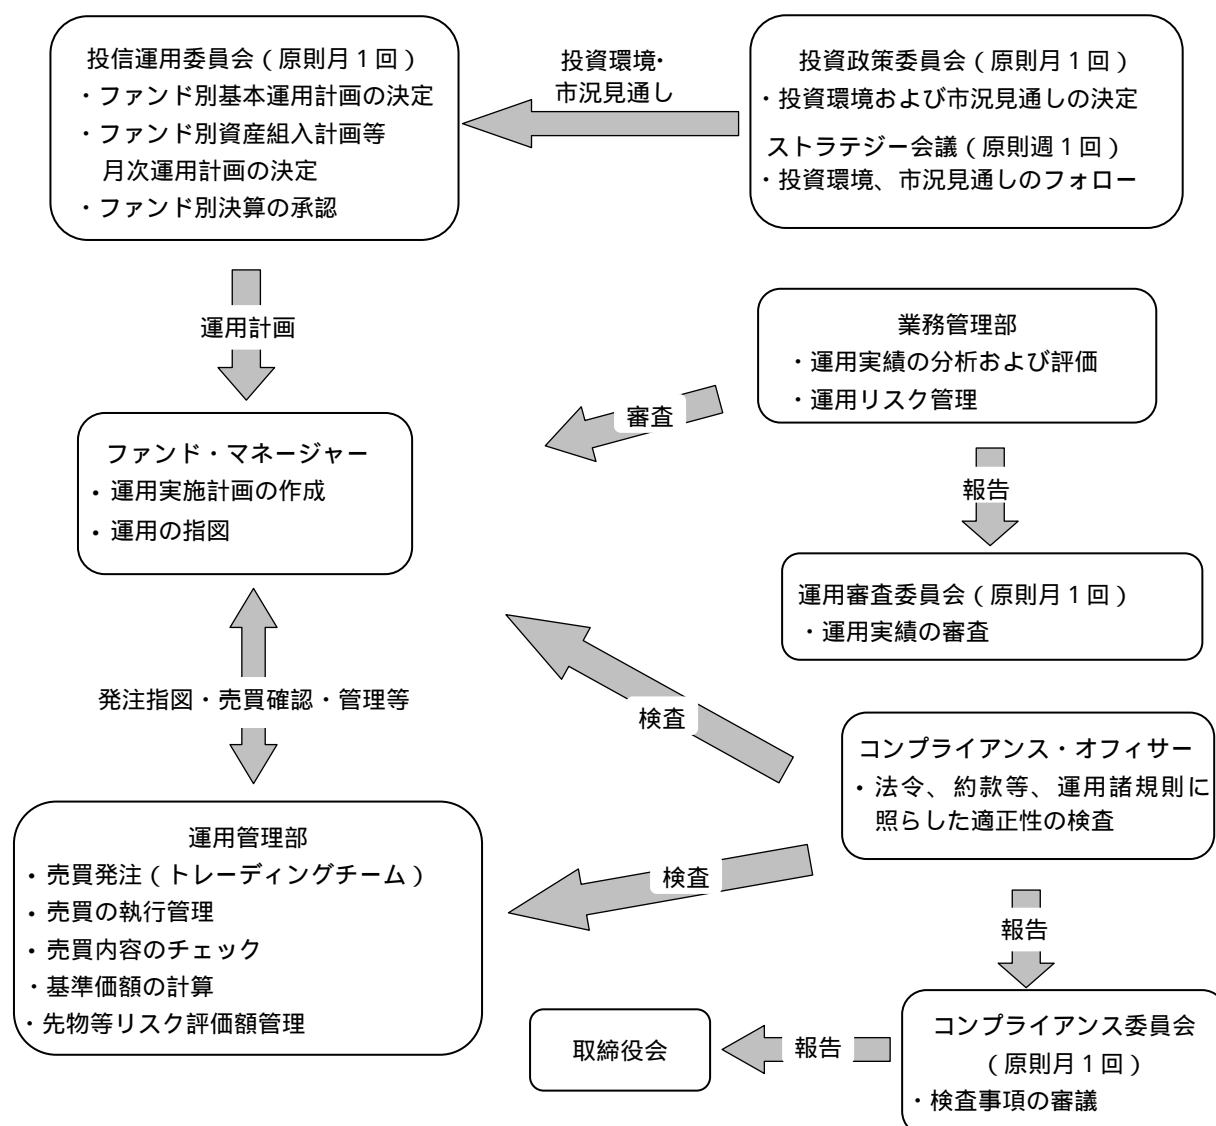 投信運用委員会(原則月1回)
・ファンド別基本運用計画の決定
・ファンド別資産組入計画等
月次運用計画の決定
・ファンド別決算の承認
投資環境・
市況見通し
投資政策委員会(原則月1回)
・投資環境および市況見通しの決定
ストラテジー会議(原則週1回)
・投資環境、市況見通しのフォロー
運用計画
業務管理部
・運用実績の分析および評価
・運用リスク管理
審査
ファンド・マネージャー
・運用実施計画の作成
・運用の指図
報告
運用審査委員会(原則月1回)
・運用実績の審査
発注指図・売買確認・管理等
検査
コンプライアンス・オフィサー
・法令、約款等、運用諸規則に
照らした適正性の検査
運用管理部
・売買発注(トレーディングチーム)
・売買の執行管理
・売買内容のチェック
・基準価額の計算
・先物等リスク評価額管理
検査
報告
コンプライアンス委員会
(原則月1回)
・検査事項の審議
報告
取締役会